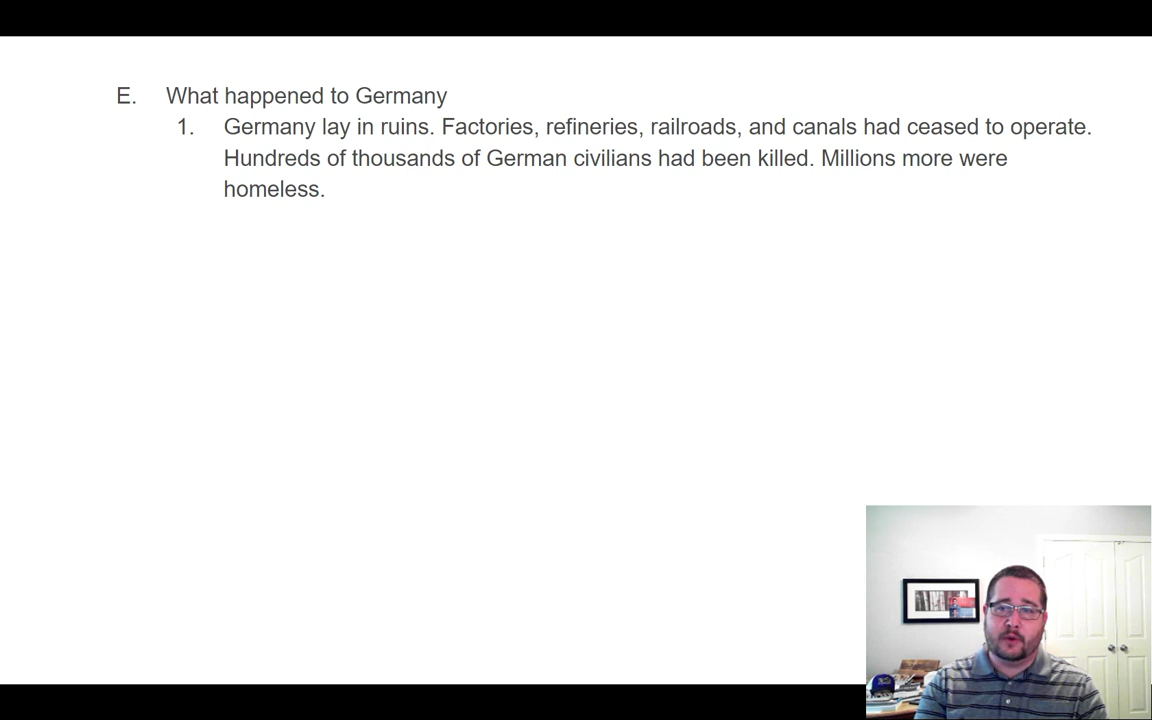 E. What happened to Germany
1. Germany lay in ruins. Factories, refineries, railroads, and canals had ceased to operate.
Hundreds of thousands of German civilians had been killed. Millions more were
homeless.